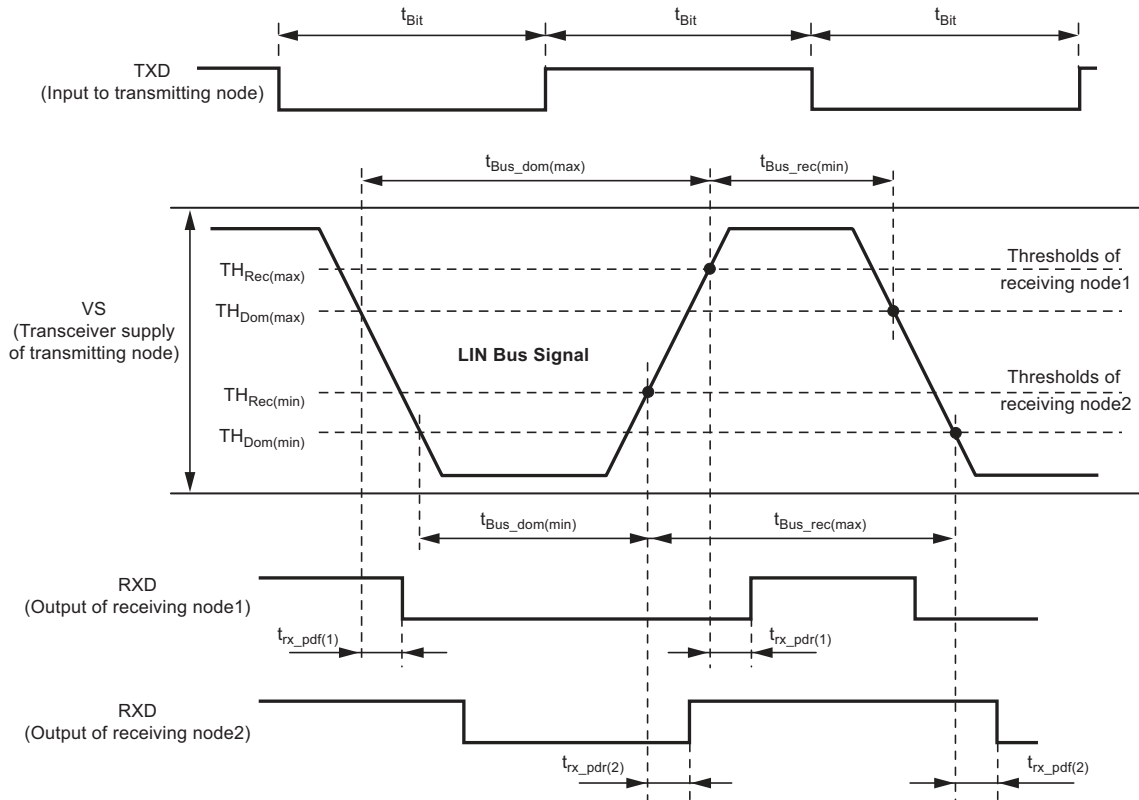 tBit tBit tBit
TXD
(Input to transmitting node)
tBus_dom(max) tBus_rec(min)
THRec(max)
Thresholds of
receiving node1
THDom(max)
VS
(Transceiver supply
of transmitting node)
LIN Bus Signal
THRec(min)
Thresholds of
receiving node2
THDom(min)
tBus_dom(min) tBus_rec(max)
RXD
(Output of receiving node1)
trx_pdf(1) trx_pdr(1)
RXD
(Output of receiving node2)
trx_pdr(2) trx_pdf(2)